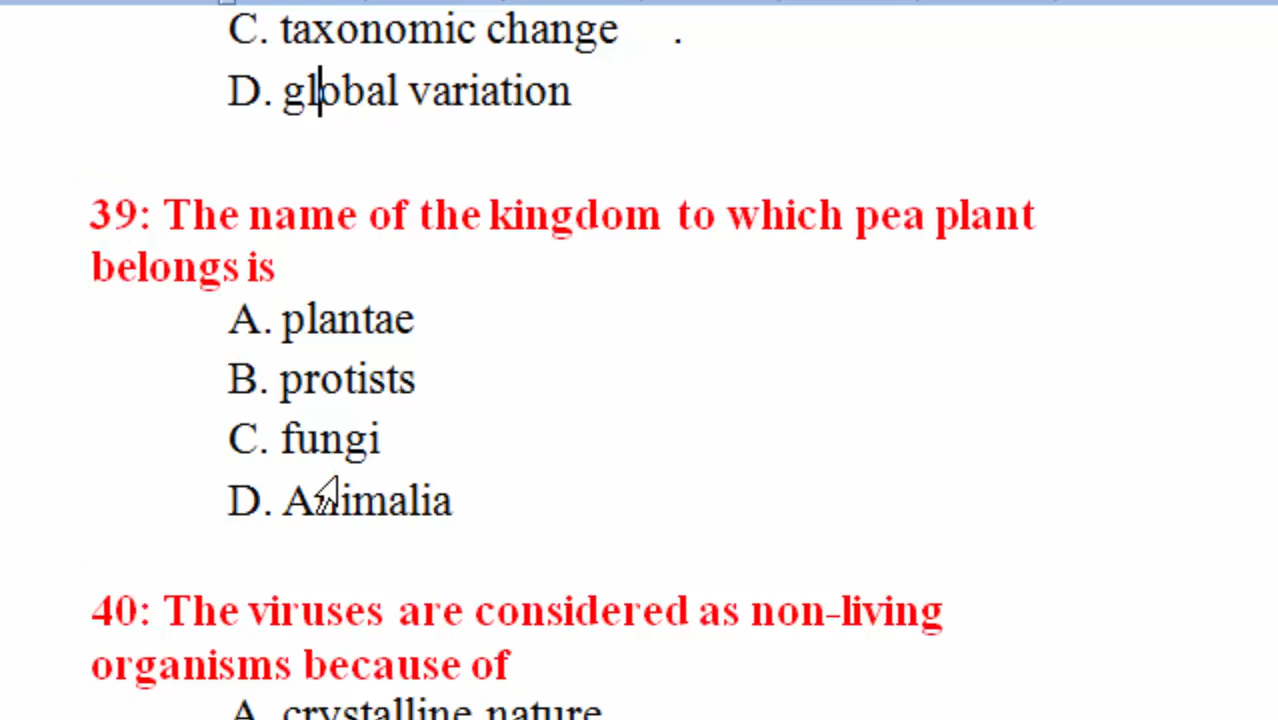 C. taxonomic change .
D. global variation
39: The name of the kingdom to which pea plant
belongs is
A. plantae
B. protists
C. fungi
D. Animalia
40: The viruses are considered as non-living
organisms because of
A. crystalline nature